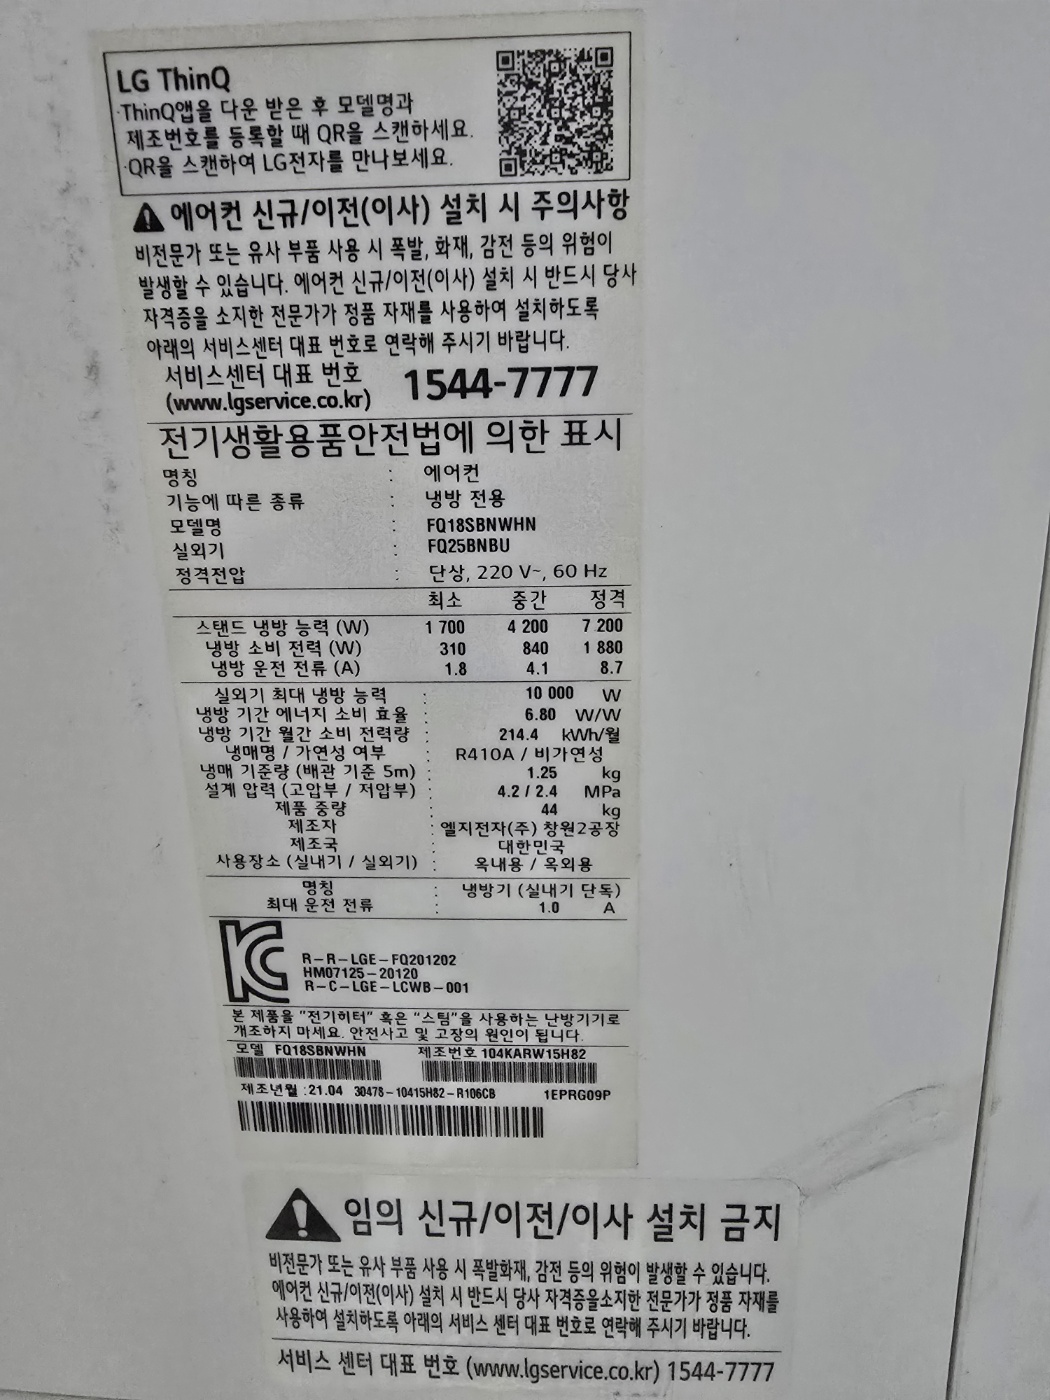 LG ThinQ
·ThinQ앱을 다운 받은 후 모델명과
제조번호를 등록할 때 QR을 스캔하세요.
·QR을 스캔하여 LG전자를 만나보세요.
에어컨 신규/이전(이사) 설치 시 주의사항
비전문가 또는 유사 부품 사용 시 폭발, 화재, 감전 등의 위험이
발생할 수 있습니다. 에어컨 신규/이전(이사) 설치 시 반드시 당사
자격증을 소지한 전문가가 정품 자재를 사용하여 설치하도록
아래의 서비스센터 대표 번호로 연락해 주시기 바랍니다.
서비스센터 대표 번호 1544-7777
(www.lgservice.co.kr)
전기생활용품안전법에 의한 표시
명칭 : 에어컨
기능에 따른 종류 : 냉방 전용
모델명 : FQ18SBNWHN
실외기 : FQ25BNBU
정격전압 : 단상, 220 V~, 60 Hz
최소 중간 정격
스탠드 냉방 능력 (W) 1 700 4 200 7 200
냉방 소비 전력 (W) 310 840 1 880
냉방 운전 전류 (A) 1.8 4.1 8.7
실외기 최대 냉방 능력 : 10 000 W
냉방 기간 에너지 소비 효율 : 6.80 W/W
냉방 기간 월간 소비 전력량 : 214.4 kWh/월
냉매명 / 가연성 여부 : R410A / 비가연성
냉매 기준량 (배관 기준 5m) : 1.25 kg
설계 압력 (고압부 / 저압부) : 4.2 / 2.4 MPa
제품 중량 : 44 kg
제조자 : 엘지전자(주) 창원2공장
제조국 : 대한민국
사용장소 (실내기 / 실외기) : 옥내용 / 옥외용
명칭 : 냉방기 (실내기 단독)
최대 운전 전류 : 1.0 A
R-R-LGE-FQ201202
HM07125-20120
R-C-LGE-LCWB-001
본 제품을 "전기히터" 혹은 "스팀"을 사용하는 난방기기로
개조하지 마세요. 안전사고 및 고장의 원인이 됩니다.
모델 FQ18SBNWHN 제조번호 104KARW15H82
제조년월 : 21.04 30478-10415H82-R106CB 1EPRG09P
임의 신규/이전/이사 설치 금지
비전문가 또는 유사 부품 사용 시 폭발화재, 감전 등의 위험이 발생할 수 있습니다.
에어컨 신규/이전(이사) 설치 시 반드시 당사 자격증을소지한 전문가가 정품 자재를
사용하여 설치하도록 아래의 서비스 센터 대표 번호로 연락해 주시기 바랍니다.
서비스 센터 대표 번호 (www.lgservice.co.kr) 1544-7777